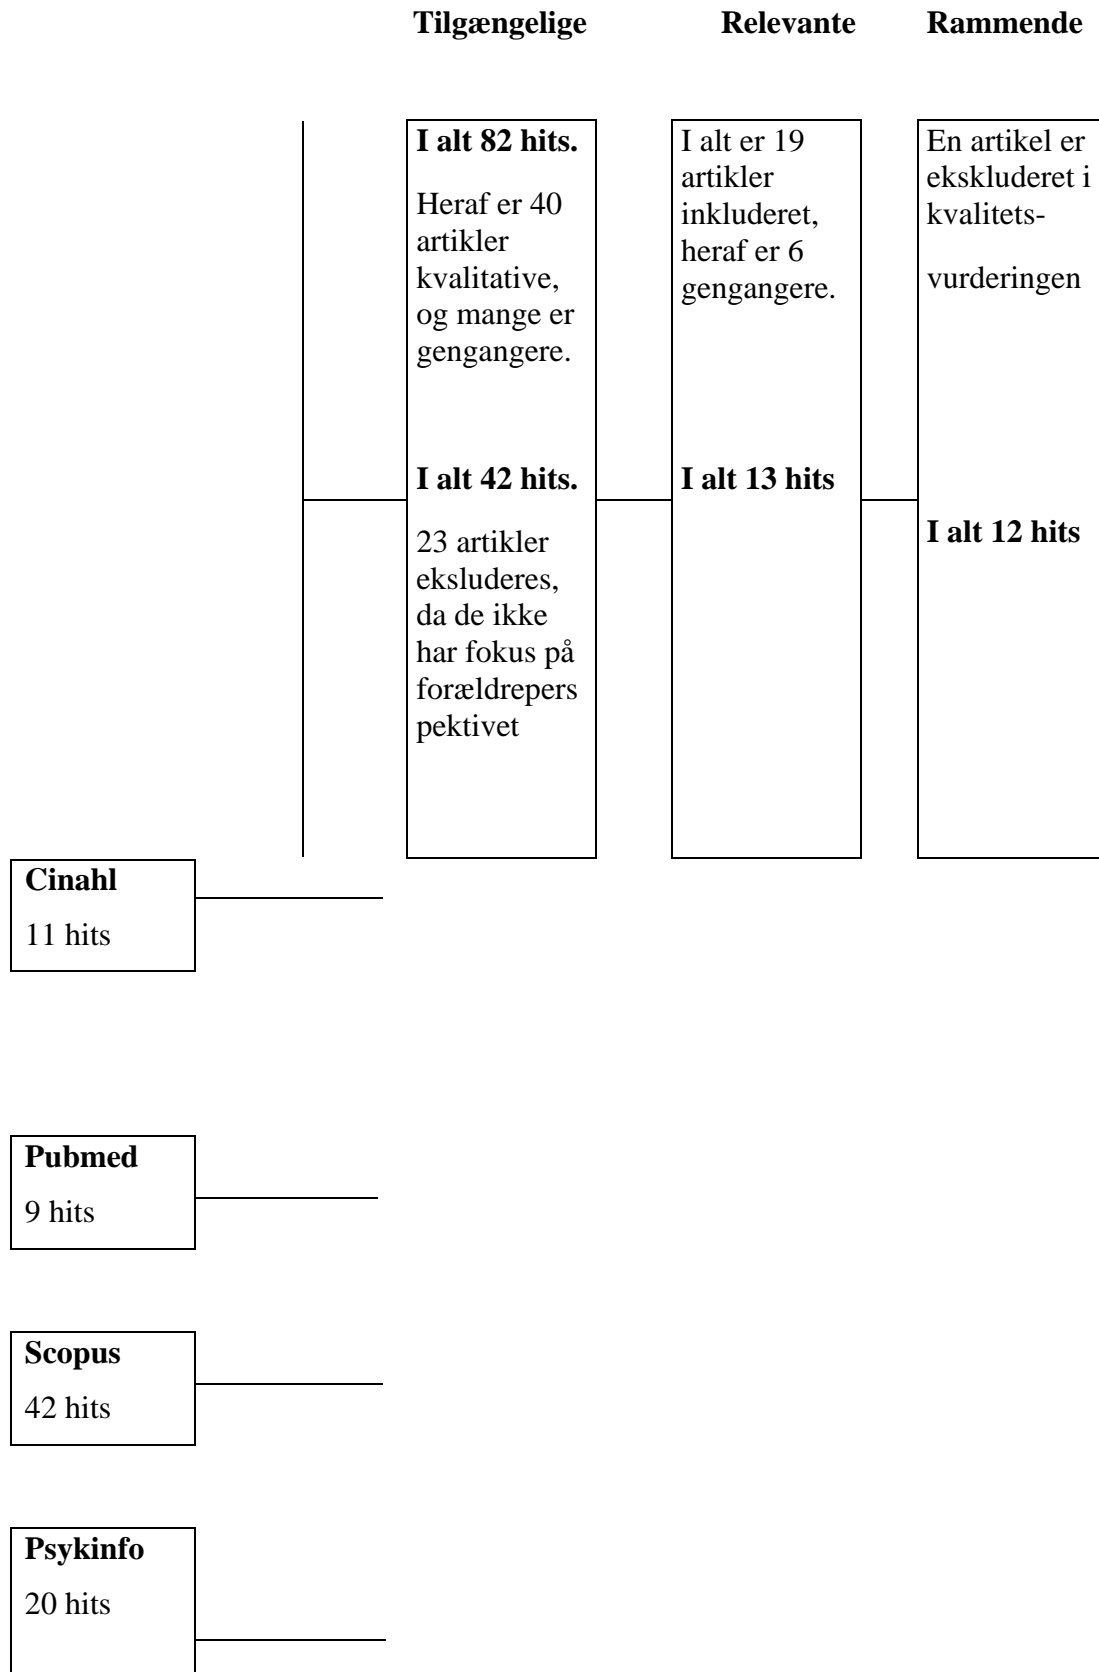 Tilgængelige Relevante Rammende
I alt 82 hits.
Heraf er 40
artikler
kvalitative,
og mange er
gengangere.
I alt 42 hits.
23 artikler
eksluderes,
da de ikke
har fokus på
forældrepers
pektivet
I alt er 19
artikler
inkluderet,
heraf er 6
gengangere.
I alt 13 hits
En artikel er
ekskluderet i
kvalitets-
vurderingen
I alt 12 hits
Cinahl
11 hits
Pubmed
9 hits
Scopus
42 hits
Psykinfo
20 hits